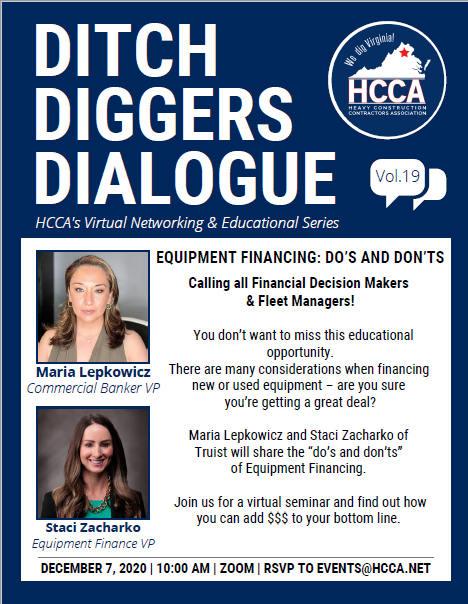 DITCH
DIGGERS
DIALOGUE
We dig Virginia!
HCCA
HEAVY CONSTRUCTION
CONTRACTORS ASSOCIATION
Vol.19
HCCA's Virtual Networking & Educational Series
EQUIPMENT FINANCING: DO'S AND DON'TS
Calling all Financial Decision Makers
& Fleet Managers!
You don't want to miss this educational
opportunity.
There are many considerations when financing
new or used equipment – are you sure
you're getting a great deal?
Maria Lepkowicz and Staci Zacharko of
Truist will share the “do's and don'ts”
of Equipment Financing.
Join us for a virtual seminar and find out how
you can add $$$ to your bottom line.
Maria Lepkowicz
Commercial Banker VP
Staci Zacharko
Equipment Finance VP
DECEMBER 7, 2020 | 10:00 AM | ZOOM | RSVP TO EVENTS@HCCA.NET